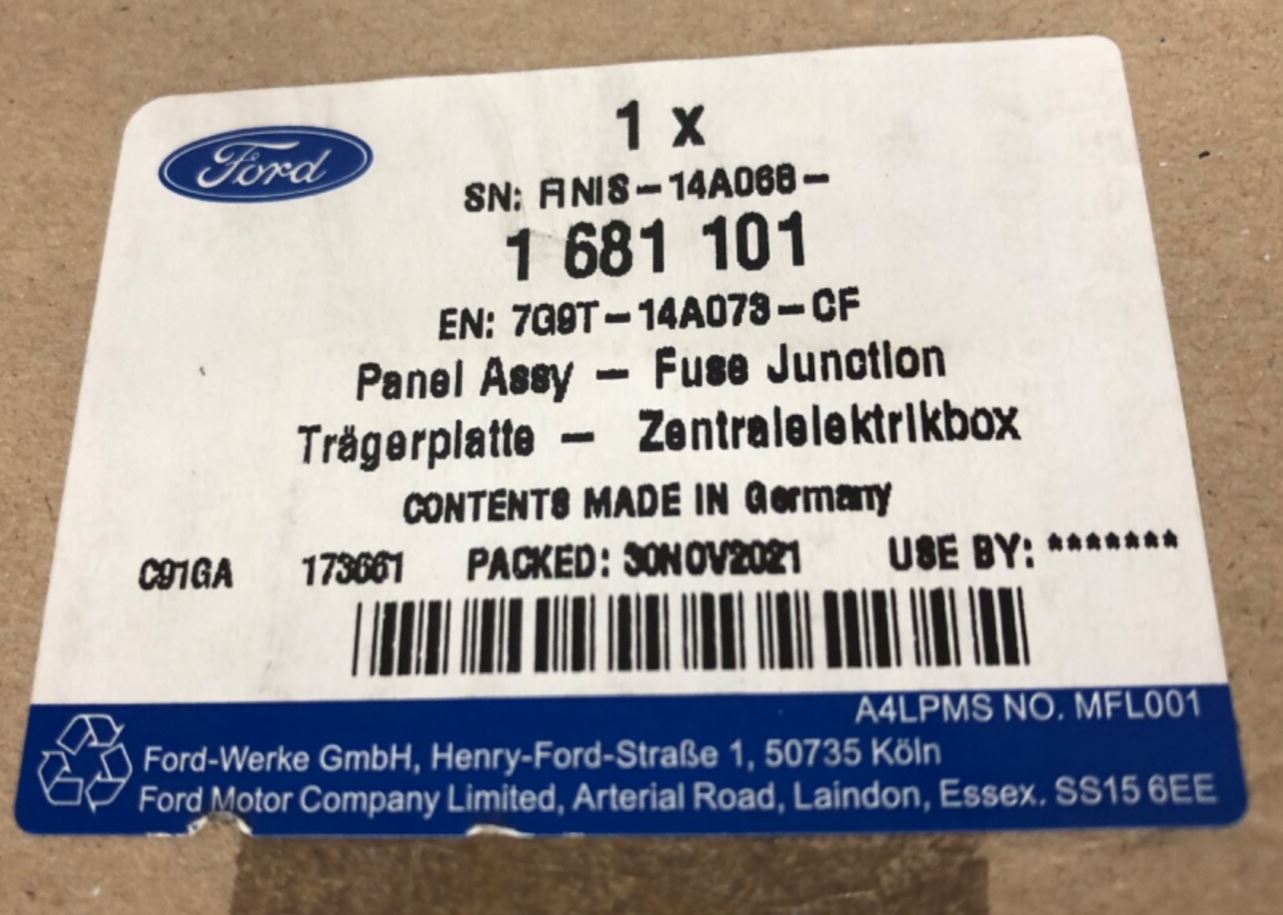 Ford
1 x
SN: FINIS-14A068-
1 681 101
EN: 7G9T-14A073-CF
Panel Assy - Fuse Junction
Trägerplatte - Zentralelektrikbox
CONTENTS MADE IN Germany
C91GA 173661 PACKED: 30NOV2021 USE BY: *******
A4LPMS NO. MFL001
Ford-Werke GmbH, Henry-Ford-Straße 1, 50735 Köln
Ford Motor Company Limited, Arterial Road, Laindon, Essex. SS15 6EE